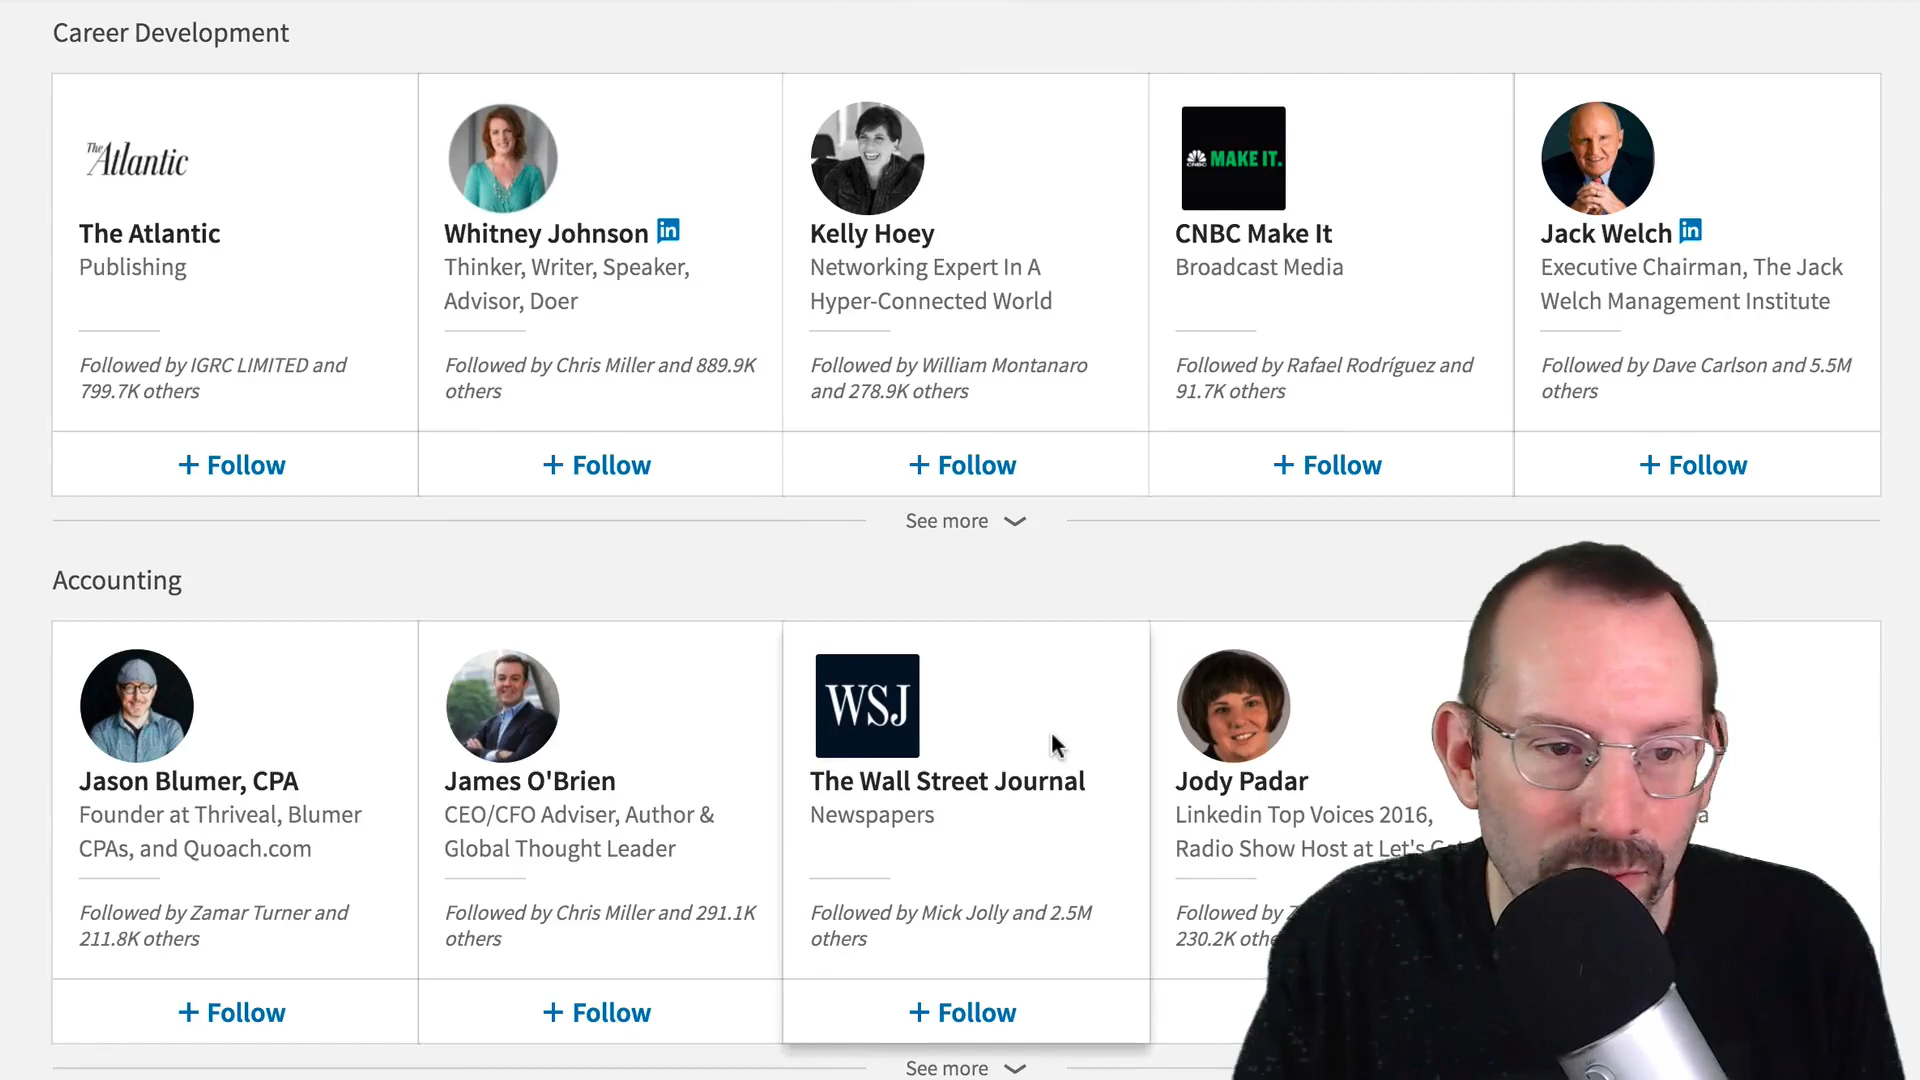 Career Development
The Atlantic
The Atlantic
Publishing
Followed by IGRC LIMITED and
799.7K others
+ Follow
Whitney Johnson in
Thinker, Writer, Speaker,
Advisor, Doer
Followed by Chris Miller and 889.9K
others
+ Follow
Kelly Hoey
Networking Expert In A
Hyper-Connected World
Followed by William Montanaro
and 278.9K others
+ Follow
CNBC MAKE IT.
CNBC Make It
Broadcast Media
Followed by Rafael Rodríguez and
91.7K others
+ Follow
Jack Welch in
Executive Chairman, The Jack
Welch Management Institute
Followed by Dave Carlson and 5.5M
others
+ Follow
See more
Accounting
Jason Blumer, CPA
Founder at Thriveal, Blumer
CPAs, and Quoach.com
Followed by Zamar Turner and
211.8K others
+ Follow
James O'Brien
CEO/CFO Adviser, Author &
Global Thought Leader
Followed by Chris Miller and 291.1K
others
+ Follow
WSJ
The Wall Street Journal
Newspapers
Followed by Mick Jolly and 2.5M
others
+ Follow
Jody Padar
Linkedin Top Voices 2016,
Radio Show Host at Let's
Followed by
230.2K
See more